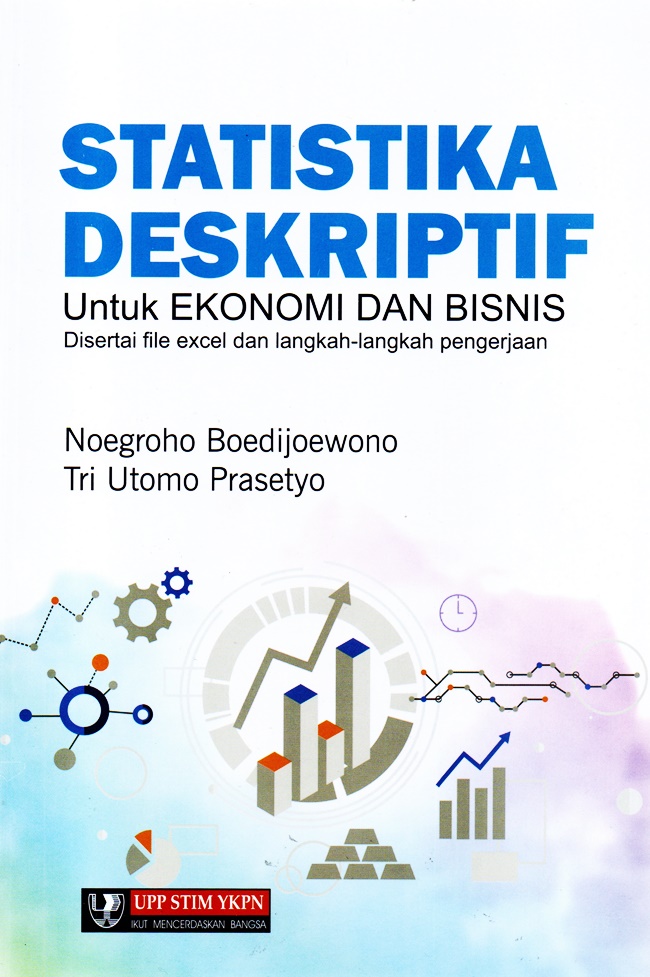 STATISTIKA
DESKRIPTIF
Untuk EKONOMI DAN BISNIS
Disertai file excel dan langkah-langkah pengerjaan
Noegroho Boedijoewono
Tri Utomo Prasetyo
UPP STIM YKPN
IKUT MENCERDASKAN BANGSA